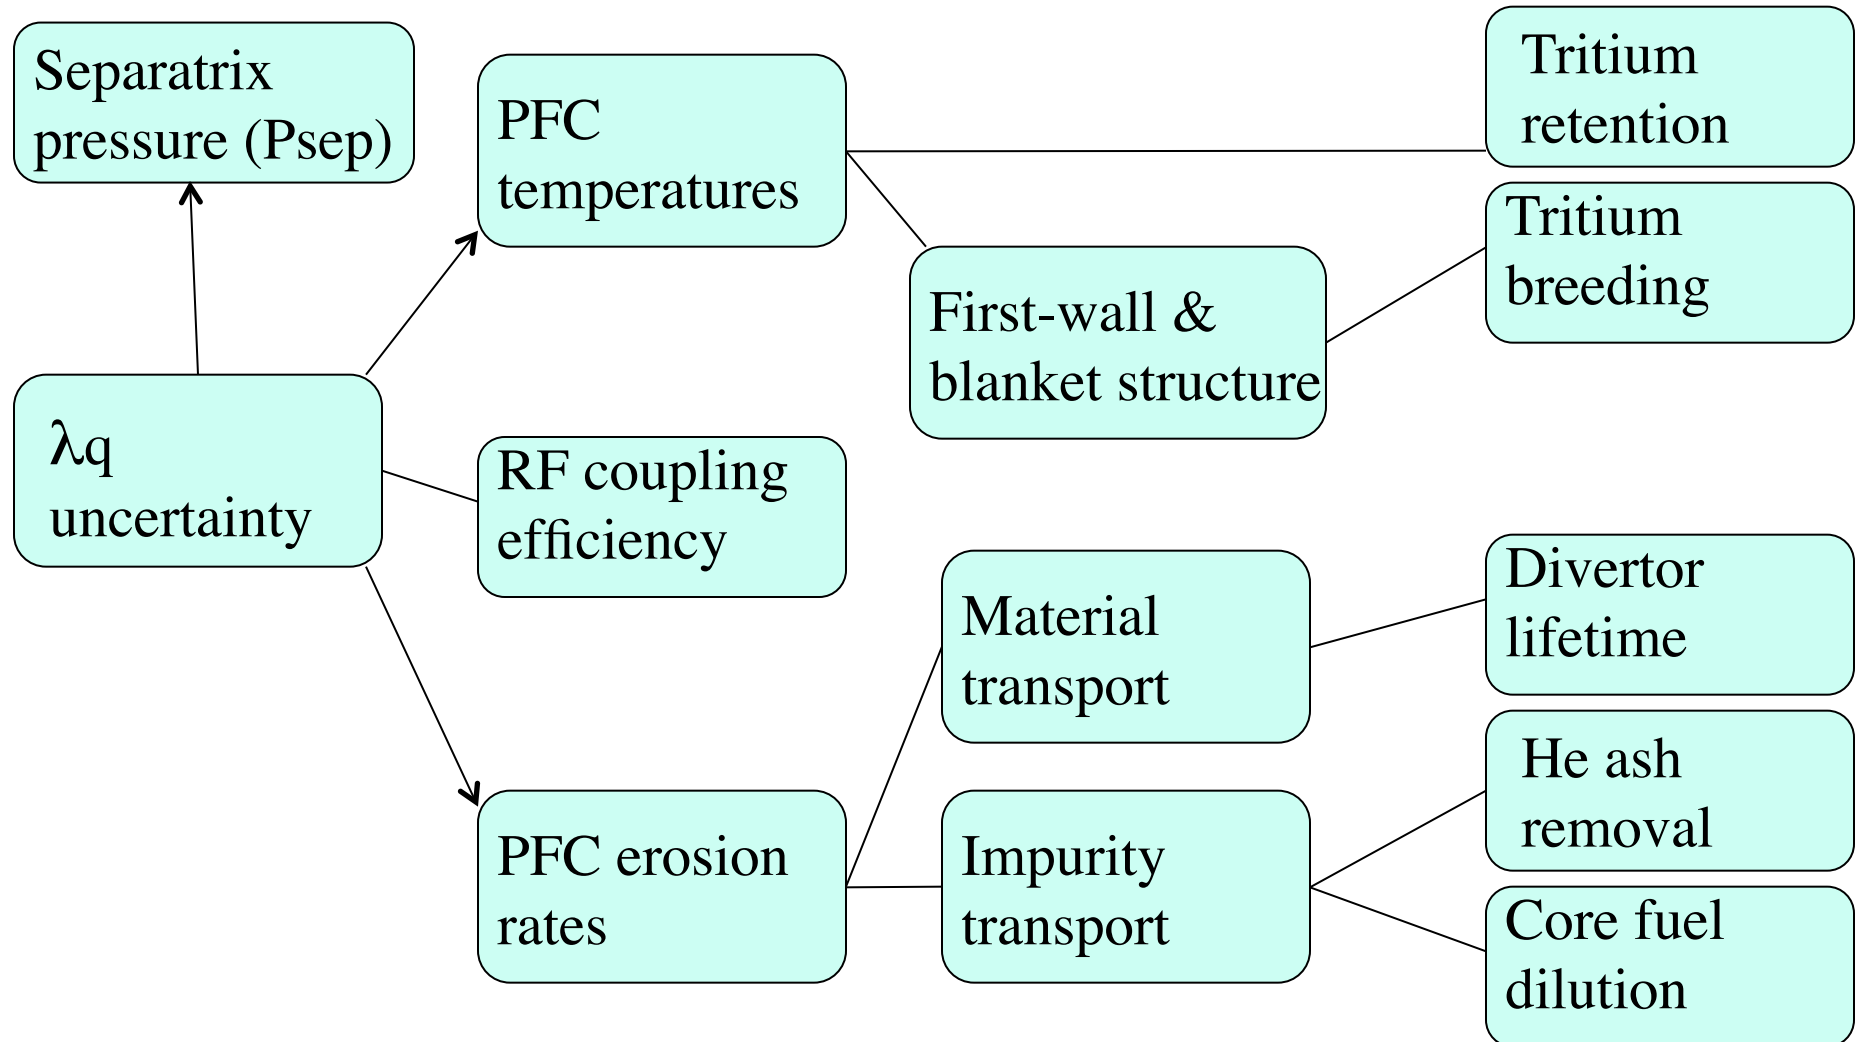 Separatrix
pressure (Psep)
PFC
temperatures
Tritium
retention
Tritium
breeding
First-wall &
blanket structure
λq
uncertainty
RF coupling
efficiency
Material
transport
Divertor
lifetime
He ash
removal
PFC erosion
rates
Impurity
transport
Core fuel
dilution